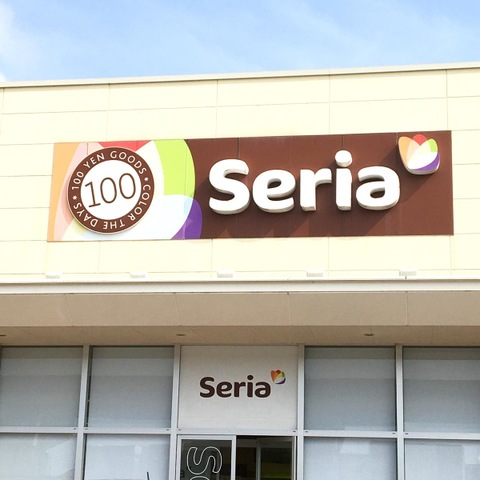 100 YEN GOODS • COLOR THE DAYS •
100
Seria
Seria